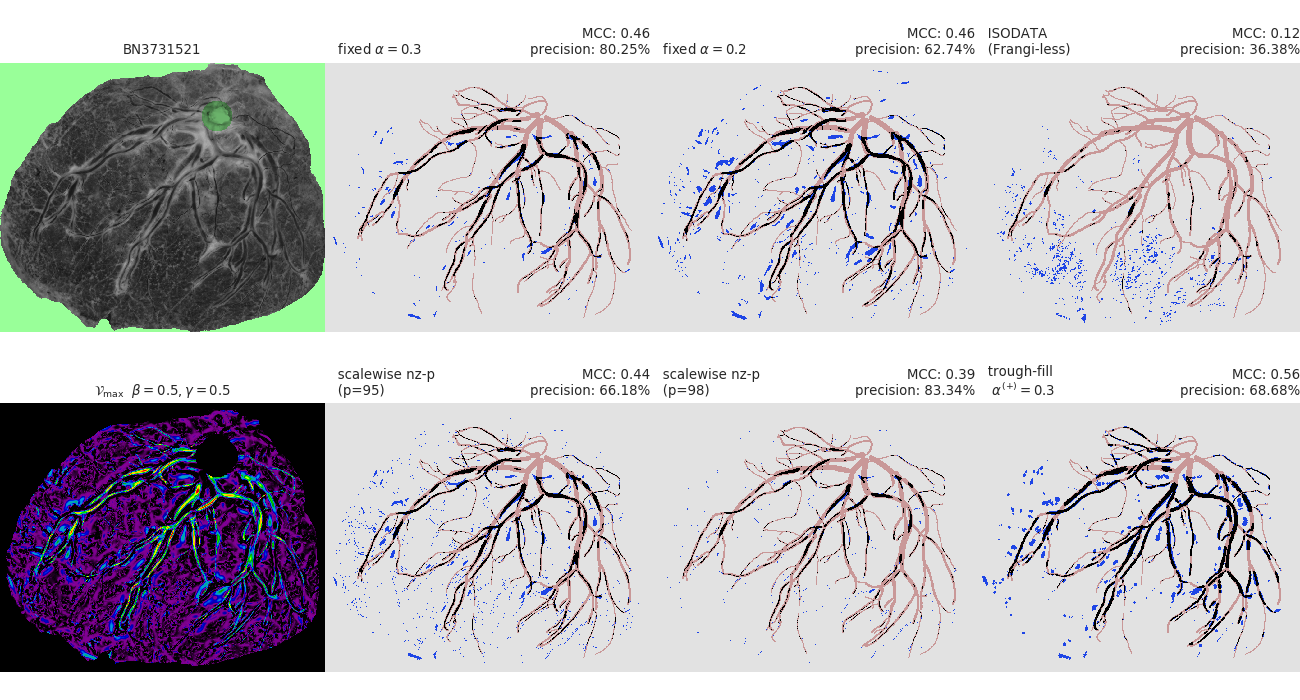 BN3731521
fixed α = 0.3
MCC: 0.46
precision: 80.25%
fixed α = 0.2
MCC: 0.46
precision: 62.74%
ISODATA
(Frangi-less)
MCC: 0.12
precision: 36.38%
𝒱max β = 0.5, γ = 0.5
scalewise nz-p
(p=95)
MCC: 0.44
precision: 66.18%
scalewise nz-p
(p=98)
MCC: 0.39
precision: 83.34%
trough-fill
α(+) = 0.3
MCC: 0.56
precision: 68.68%